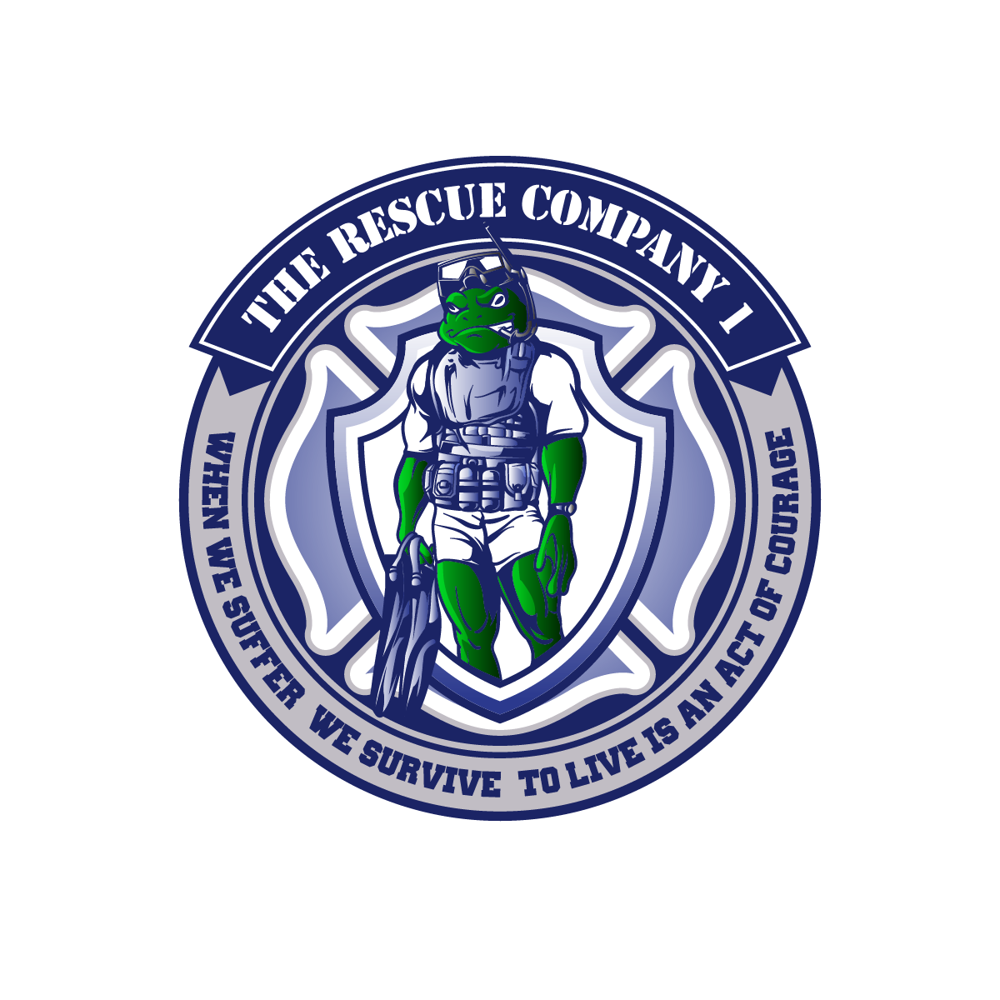 THE RESCUE COMPANY 1
WHEN WE SUFFER WE SURVIVE TO LIVE IS AN ACT OF COURAGE